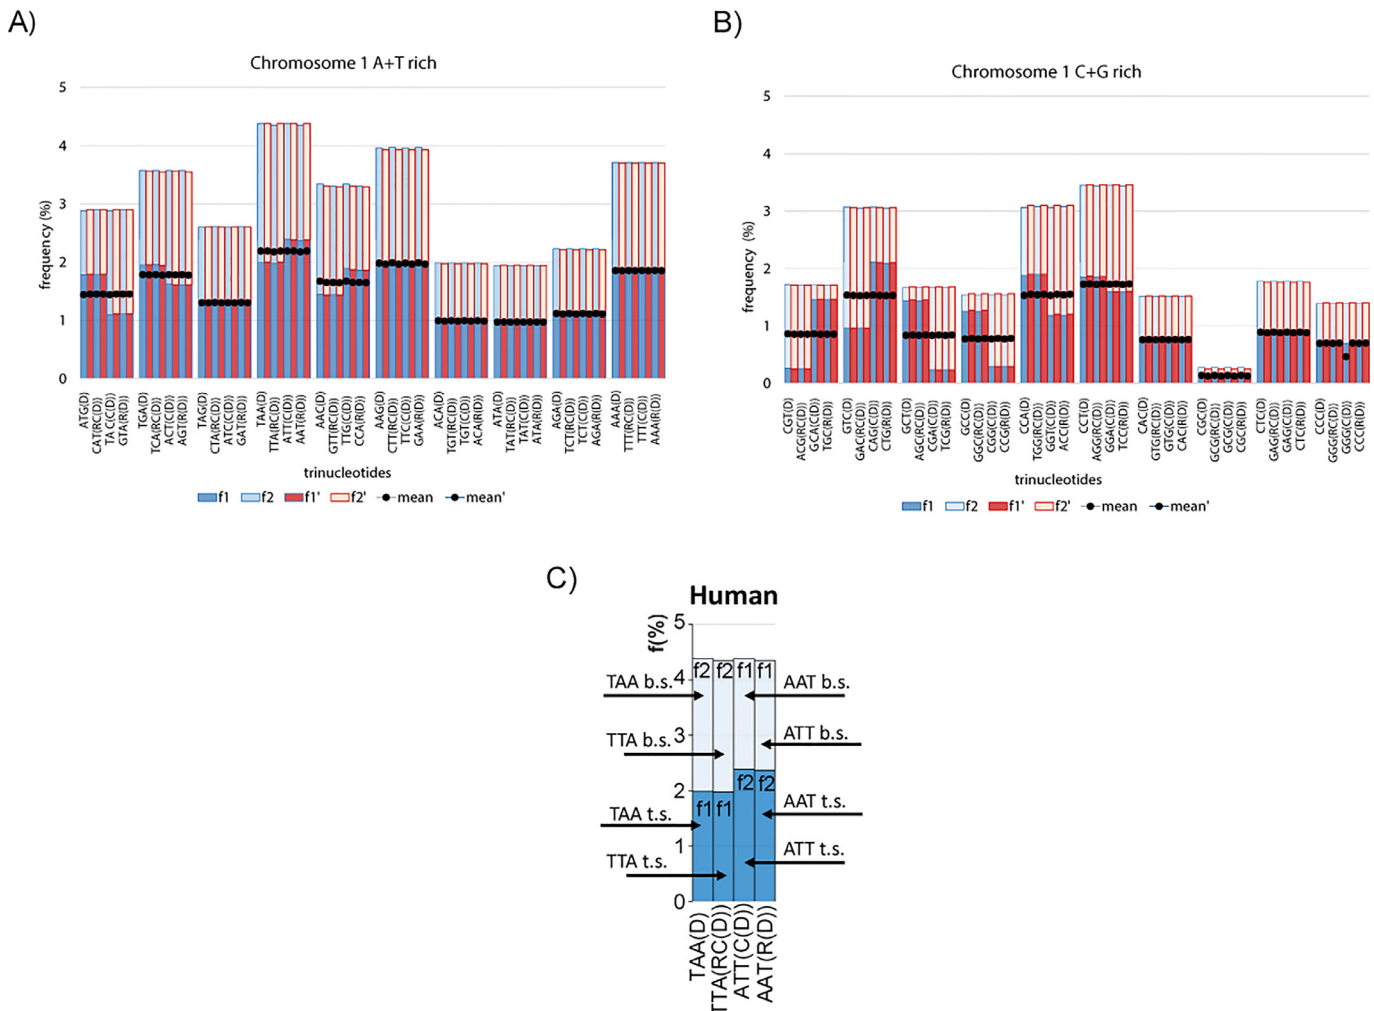 A)
B)
Chromosome 1 A+T rich
Chromosome 1 C+G rich
frequency (%)
5
4
3
2
1
0
ATG(D)
CAT(RC(D))
TAC(C(D))
GTA(R(D))
TGA(D)
TCA(RC(D))
ACT(C(D))
AGT(R(D))
TAG(D)
CTA(RC(D))
ATC(C(D))
GAT(R(D))
TAA(D)
TTA(RC(D))
ATT(C(D))
AAT(R(D))
AAC(D)
GTT(RC(D))
TTG(C(D))
CCA(R(D))
AAG(D)
CTT(RC(D))
TTC(C(D))
GAA(R(D))
ACA(D)
TGT(RC(D))
TGT(C(D))
ACA(R(D))
ATA(D)
TAT(RC(D))
TAT(C(D))
ATA(R(D))
AGA(D)
TCT(RC(D))
TCT(C(D))
AGA(R(D))
AAA(D)
TTT(RC(D))
TTT(C(D))
AAA(R(D))
trinucleotides
f1 f2 f1' f2' mean mean'
frequency (%)
5
4
3
2
1
0
CGT(D)
ACG(RC(D))
GCA(C(D))
TGC(R(D))
GTC(D)
GAC(RC(D))
CAG(C(D))
CTG(R(D))
GCT(D)
AGC(RC(D))
CGA(C(D))
TCG(R(D))
GCC(D)
GGC(RC(D))
CGG(C(D))
CCG(R(D))
CCA(D)
TGG(RC(D))
GGT(C(D))
ACC(R(D))
CCT(D)
AGG(RC(D))
GGA(C(D))
TCC(R(D))
CAC(D)
GTG(RC(D))
GTG(C(D))
CAC(R(D))
CGC(D)
GCG(RC(D))
GCG(C(D))
CGC(R(D))
CTC(D)
GAG(RC(D))
GAG(C(D))
CTC(R(D))
CCC(D)
GGG(RC(D))
GGG(C(D))
CCC(R(D))
trinucleotides
f1 f2 f1' f2' mean mean'
C)
Human
f(%)
5
4
3
2
1
0
f2 f2 f1 f1
TAA b.s.
AAT b.s.
TTA b.s.
ATT b.s.
f1 f1 f2 f2
TAA t.s.
AAT t.s.
TTA t.s.
ATT t.s.
TAA(D)
TTA(RC(D))
ATT(C(D))
AAT(R(D))